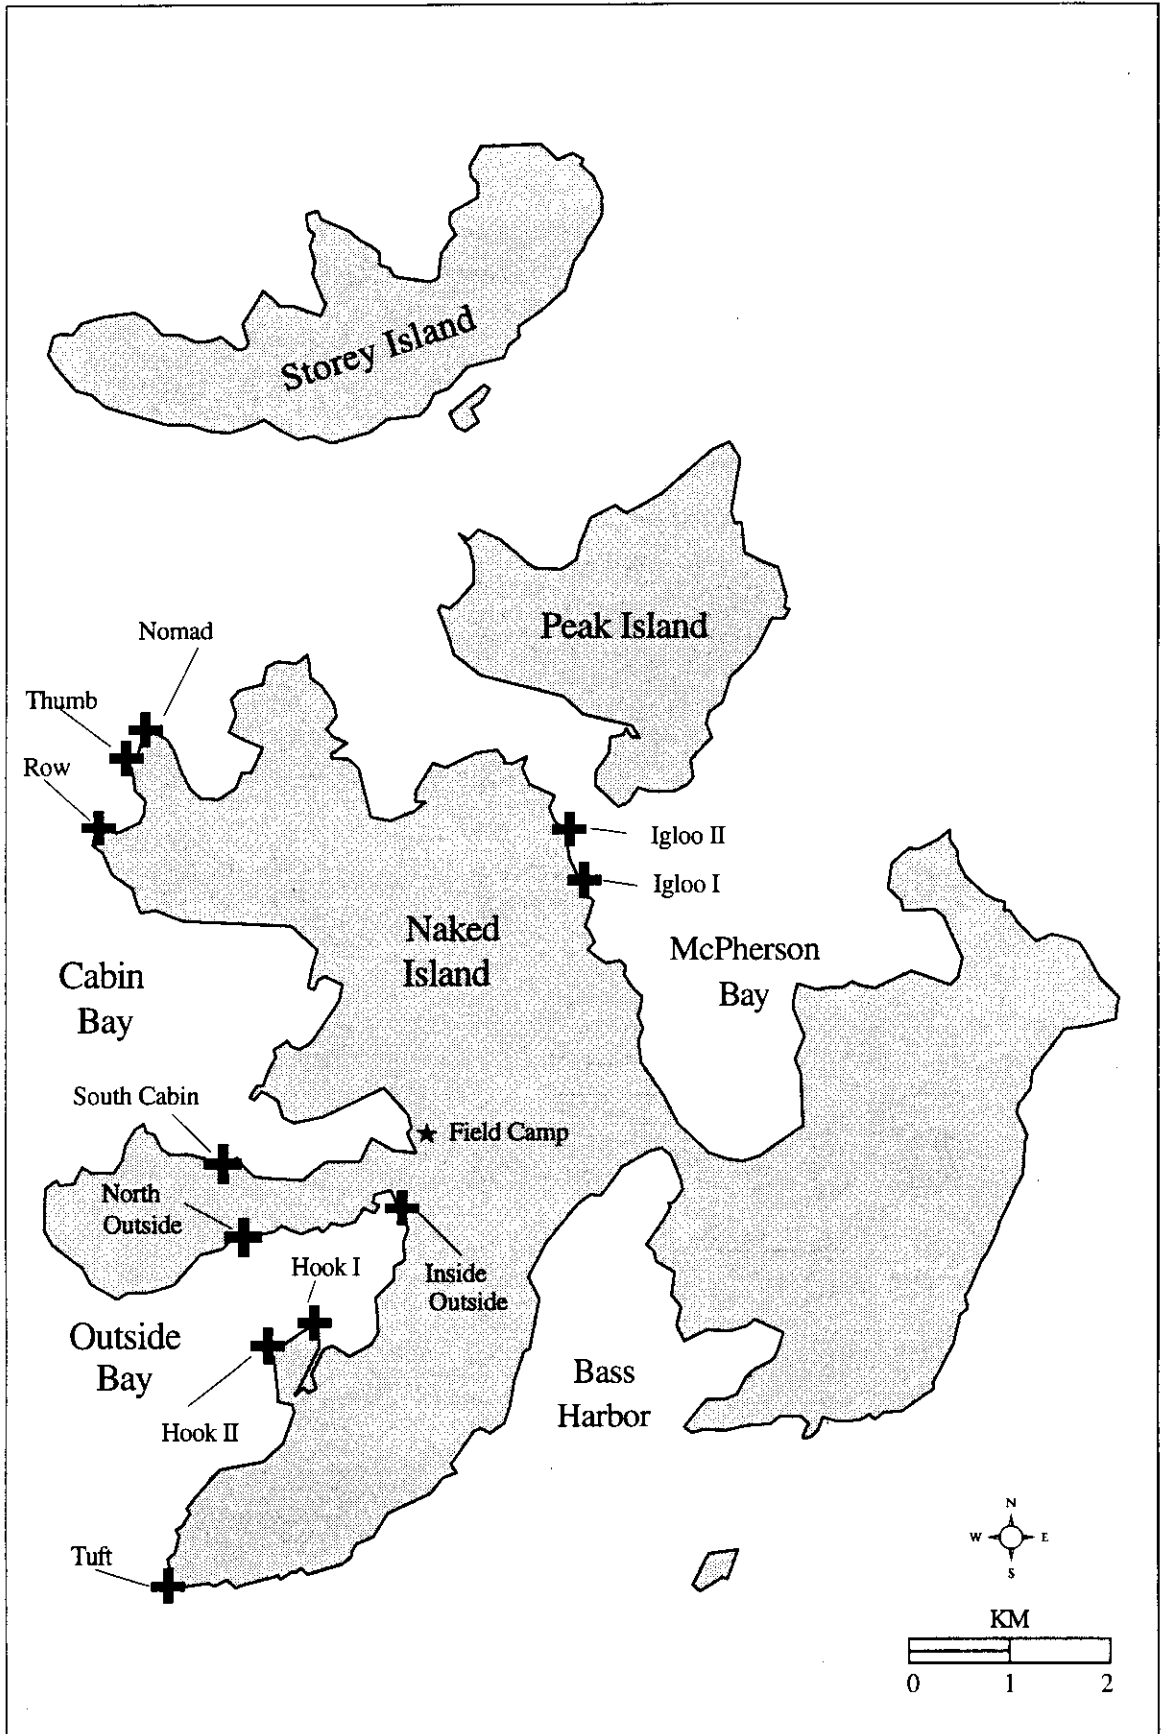 Storey Island
Peak Island
Nomad
Thumb
Row
Igloo II
Igloo I
Naked
Island
McPherson
Bay
Cabin
Bay
South Cabin
Field Camp
North
Outside
Hook I
Inside
Outside
Outside
Bay
Bass
Harbor
Hook II
Tuft
N
W E
S
KM
0 1 2